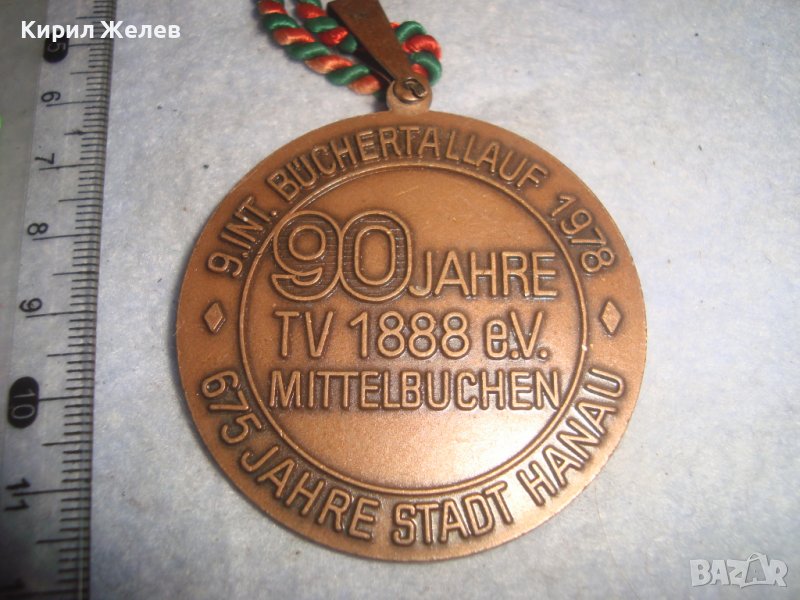 Кирил Желев
9.INT. BÜCHERTALLAUF 1978
90 JAHRE
TV 1888 e.V.
MITTELBUCHEN
675 JAHRE STADT HANAU
5
6
7
8
9
10
11
BAZAR